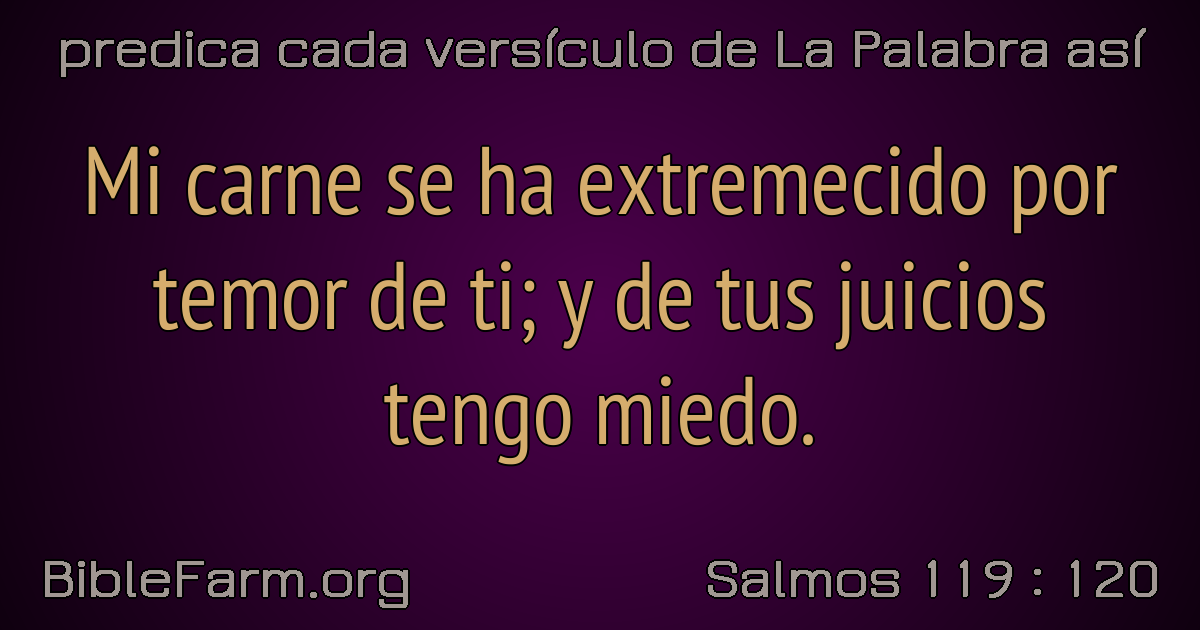 predica cada versículo de La Palabra así
Mi carne se ha extremecido por
temor de ti; y de tus juicios
tengo miedo.
BibleFarm.org
Salmos 119 : 120